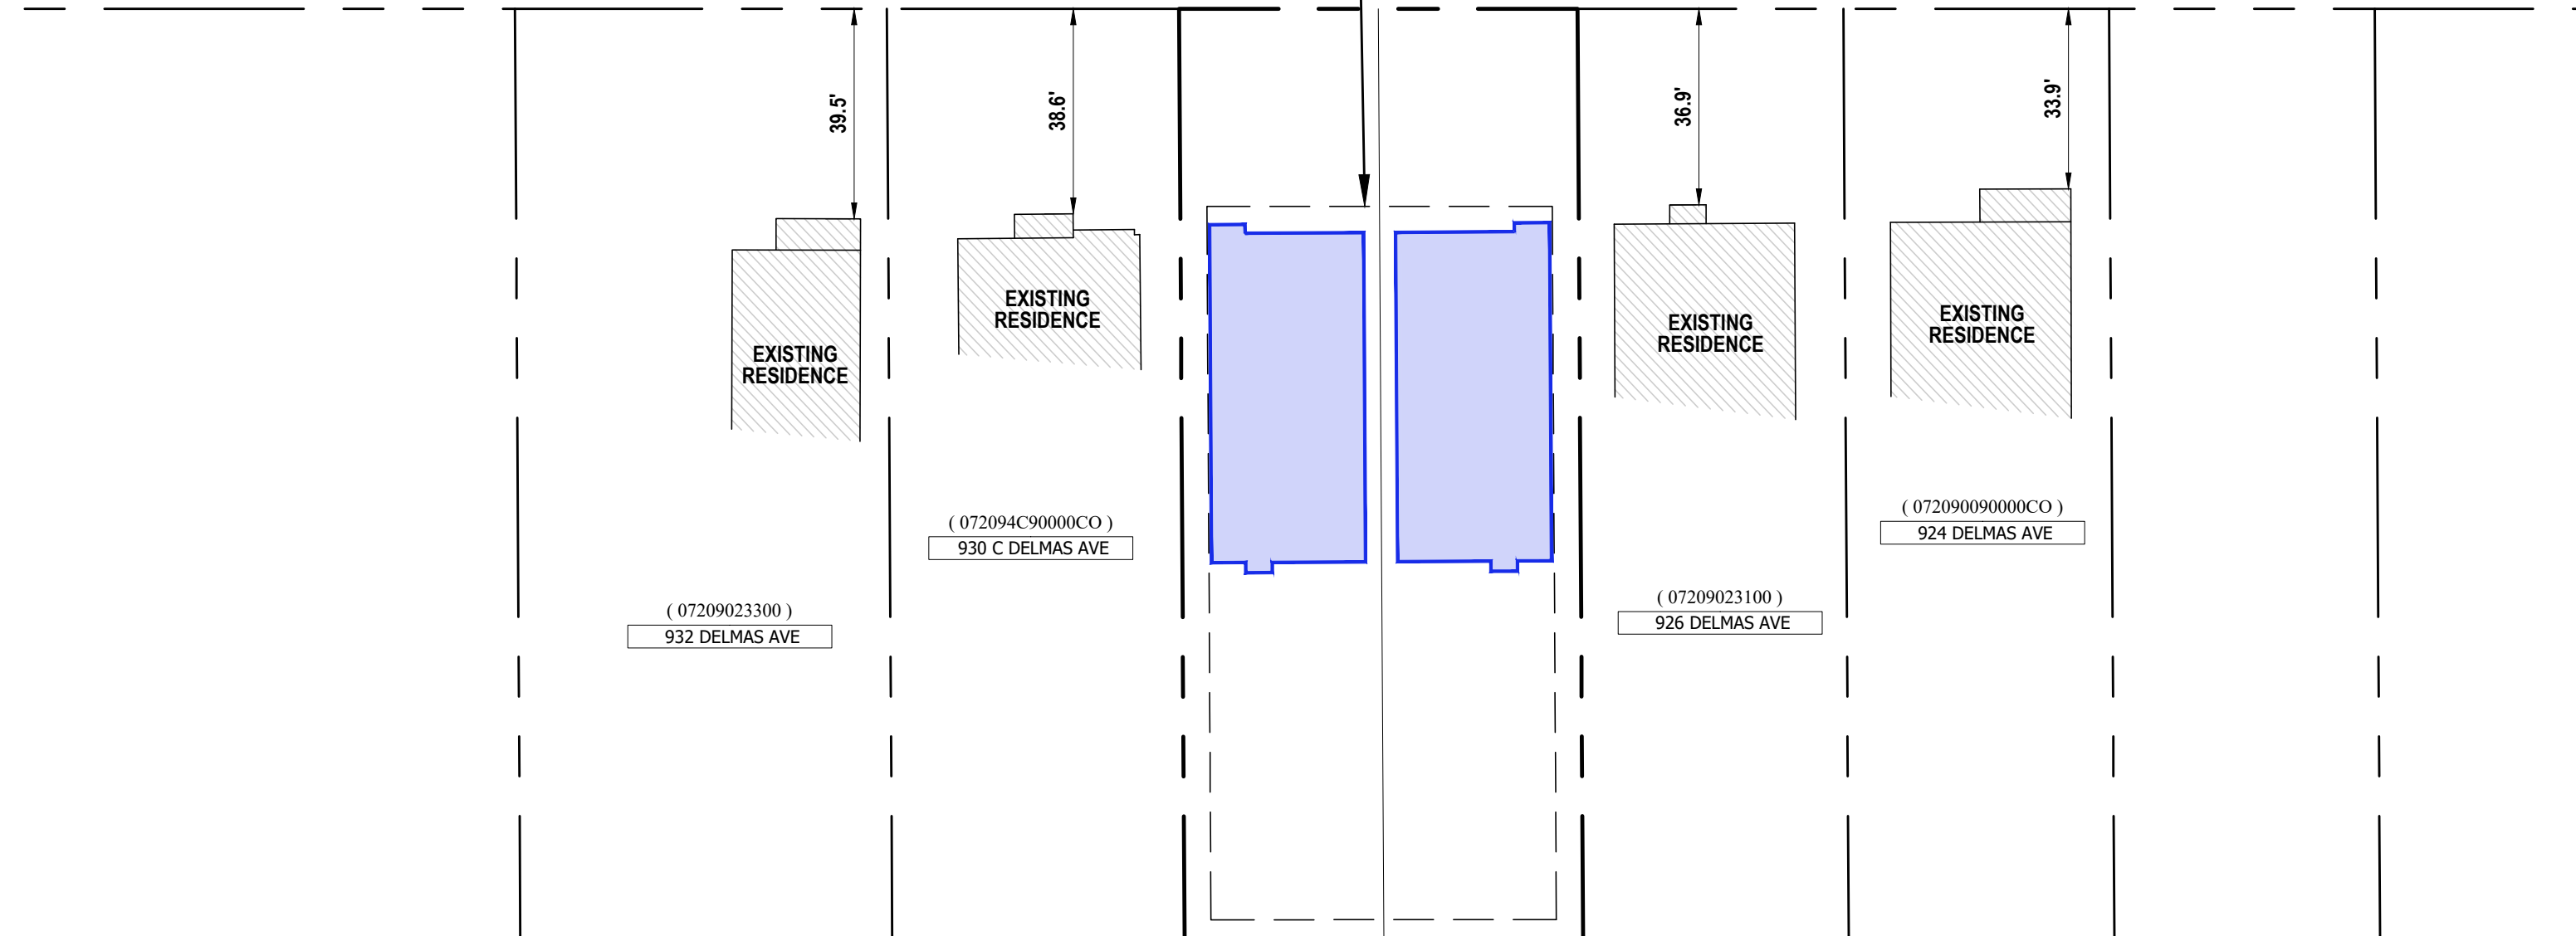 39.5'
38.6'
36.9'
33.9'
EXISTING
RESIDENCE
EXISTING
RESIDENCE
EXISTING
RESIDENCE
EXISTING
RESIDENCE
( 07209023300 )
932 DELMAS AVE
( 072094C90000CO )
930 C DELMAS AVE
( 07209023100 )
926 DELMAS AVE
( 072090090000CO )
924 DELMAS AVE